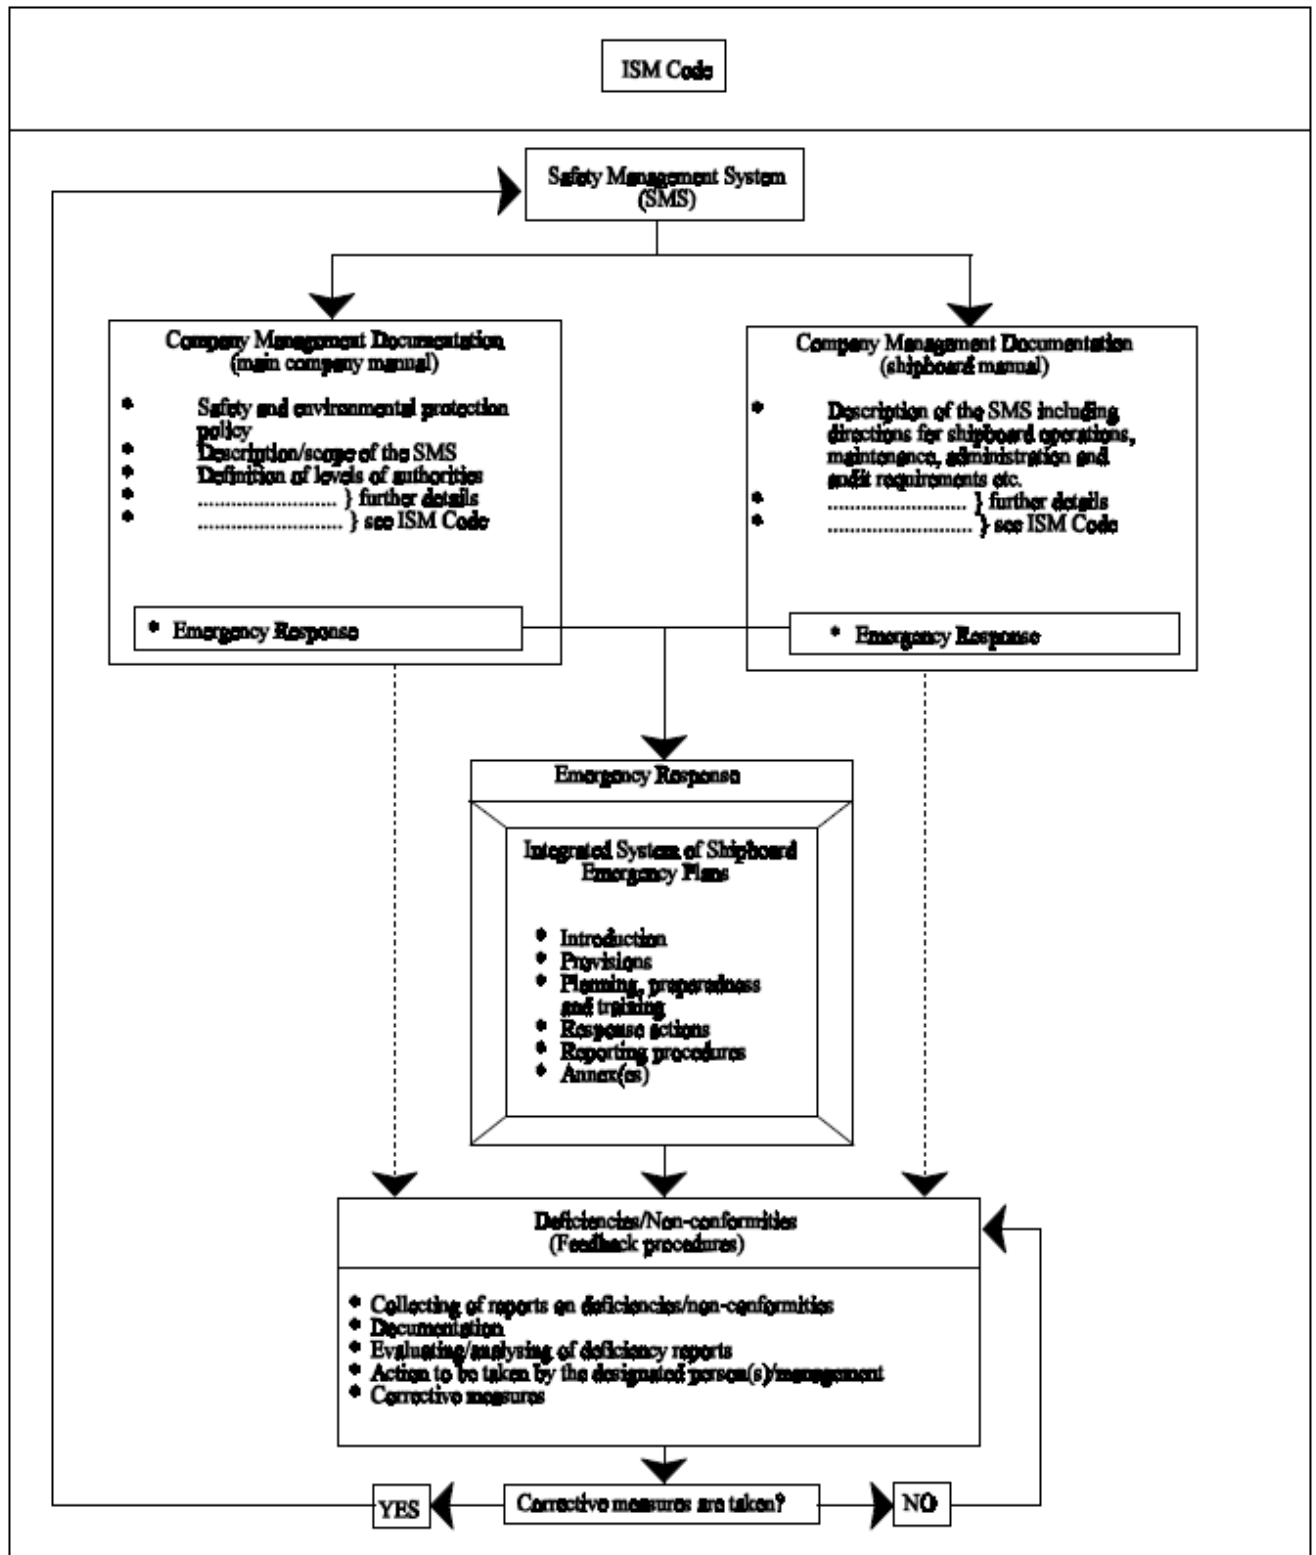 ISM Code
Safety Management System
(SMS)
Company Management Documentation
(main company manual)
* Safety and environmental protection
policy
* Description/scope of the SMS
* Definition of levels of authorities
* ............................ } further details
* ............................. } see ISM Code
* Emergency Response
Company Management Documentation
(shipboard manual)
* Description of the SMS including
directions for shipboard operations,
maintenance, administration and
audit requirements etc.
* ............................ } further details
* ............................. } see ISM Code
* Emergency Response
Emergency Response
Integrated System of Shipboard
Emergency Plans
* Introduction
* Provisions
* Planning, preparedness
and training
* Response actions
* Reporting procedures
* Annex(es)
Deficiencies/Non-conformities
(Feedback procedures)
* Collecting of reports on deficiencies/non-conformities
* Documentation
* Evaluating/analysing of deficiency reports
* Action to be taken by the designated person(s)/management
* Corrective measures
YES
Corrective measures are taken?
NO